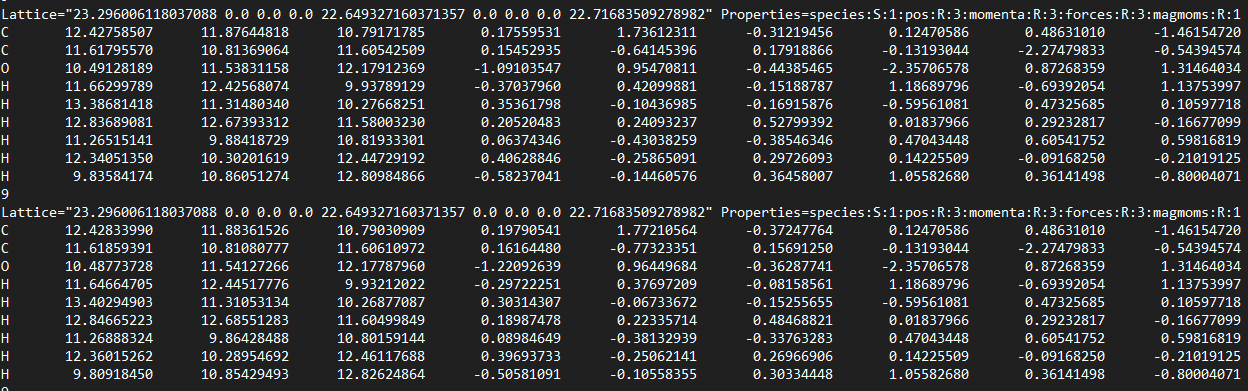 Lattice="23.296006118037088 0.0 0.0 0.0 22.649327160371357 0.0 0.0 0.0 22.71683509278982" Properties=species:S:1:pos:R:3:momenta:R:3:forces:R:3:magmoms:R:1
C 12.42758507 11.87644818 10.79171785 0.17559531 1.73612311 -0.31219456 0.12470586 0.48631010 -1.46154720
C 11.61795570 10.81369064 11.60542509 0.15452935 -0.64145396 0.17918866 -0.13193044 -2.27479833 -0.54394574
O 10.49128189 11.53831158 12.17912369 -1.09103547 0.95470811 -0.44385465 -2.35706578 0.87268359 1.31464034
H 11.66299789 12.42568074 9.93789129 -0.37037960 0.42099881 -0.15188787 1.18689796 -0.69392054 1.13753997
H 13.38681418 11.31480340 10.27668251 0.35361798 -0.10436985 -0.16915876 -0.59561081 0.47325685 0.10597718
H 12.83689081 12.67393312 11.58003230 0.20520483 0.24093237 0.52799392 0.01837966 0.29232817 -0.16677099
H 11.26515141 9.88418729 10.81933301 0.06374346 -0.43038259 -0.38546346 0.47043448 0.60541752 0.59816819
H 12.34051350 10.30201619 12.44729192 0.40628846 -0.25865091 0.29726093 0.14225509 -0.09168250 -0.21019125
H 9.83584174 10.86051274 12.80984866 -0.58237041 -0.14460576 0.36458007 1.05582680 0.36141498 -0.80004071
9
Lattice="23.296006118037088 0.0 0.0 0.0 22.649327160371357 0.0 0.0 0.0 22.71683509278982" Properties=species:S:1:pos:R:3:momenta:R:3:forces:R:3:magmoms:R:1
C 12.42833990 11.88361526 10.79030909 0.19790541 1.77210564 -0.37247764 0.12470586 0.48631010 -1.46154720
C 11.61859391 10.81080777 11.60610972 0.16164480 -0.77323351 0.15691250 -0.13193044 -2.27479833 -0.54394574
O 10.48773728 11.54127266 12.17787960 -1.22092639 0.96449684 -0.36287741 -2.35706578 0.87268359 1.31464034
H 11.64664705 12.44517776 9.93212022 -0.29722251 0.37697209 -0.08158561 1.18689796 -0.69392054 1.13753997
H 13.40294903 11.31053134 10.26877087 0.30314307 -0.06733672 -0.15255655 -0.59561081 0.47325685 0.10597718
H 12.84665223 12.68551283 11.60499849 0.18987478 0.22335714 0.48468821 0.01837966 0.29232817 -0.16677099
H 11.26888324 9.86428488 10.80159144 0.08984649 -0.38132939 -0.33763283 0.47043448 0.60541752 0.59816819
H 12.36015262 10.28954692 12.46117688 0.39693733 -0.25062141 0.26966906 0.14225509 -0.09168250 -0.21019125
H 9.80918450 10.85429493 12.82624864 -0.50581091 -0.10558355 0.30334448 1.05582680 0.36141498 -0.80004071